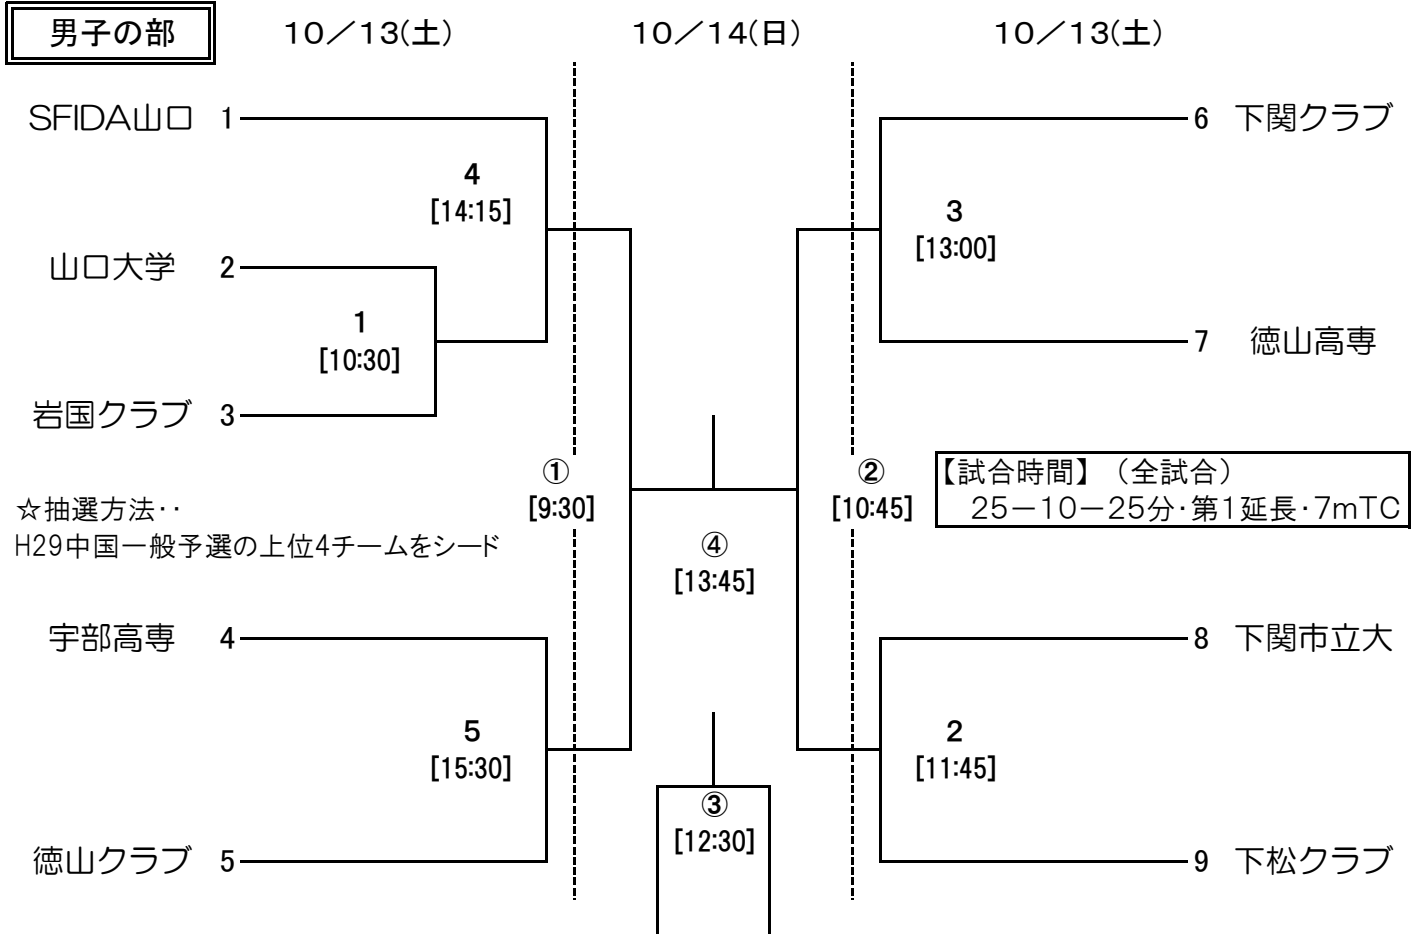 男子の部 10／13(土) 10／14(日) 10／13(土)
SFIDA山口 1
6 下関クラブ
4
[14:15]
3
[13:00]
山口大学 2
1
[10:30]
7 徳山高専
岩国クラブ 3
①
[9:30]
②
[10:45]
【試合時間】（全試合）
25－10－25分・第1延長・7mTC
☆抽選方法‥
H29中国一般予選の上位4チームをシード
④
[13:45]
宇部高専 4
8 下関市立大
5
[15:30]
2
[11:45]
③
[12:30]
徳山クラブ 5
9 下松クラブ